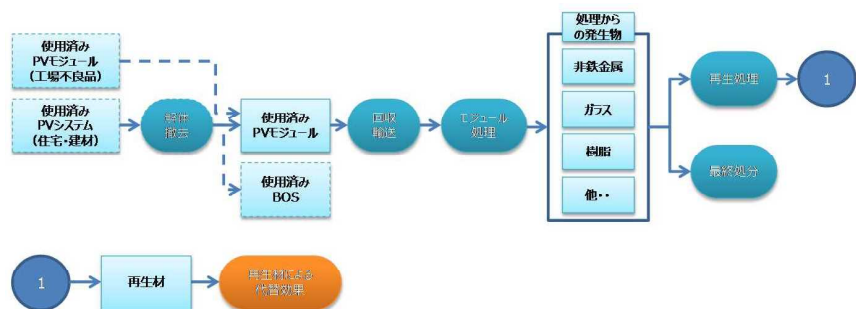 使用済み
PVモジュール
(工場不良品)
使用済み
PVシステム
(住宅・建材)
解体
撤去
使用済み
PVモジュール
使用済み
BOS
回収
輸送
モジュール
処理
処理から
の発生物
非鉄金属
ガラス
樹脂
他・・
再生処理
1
最終処分
1
再生材
再生材による
代替効果